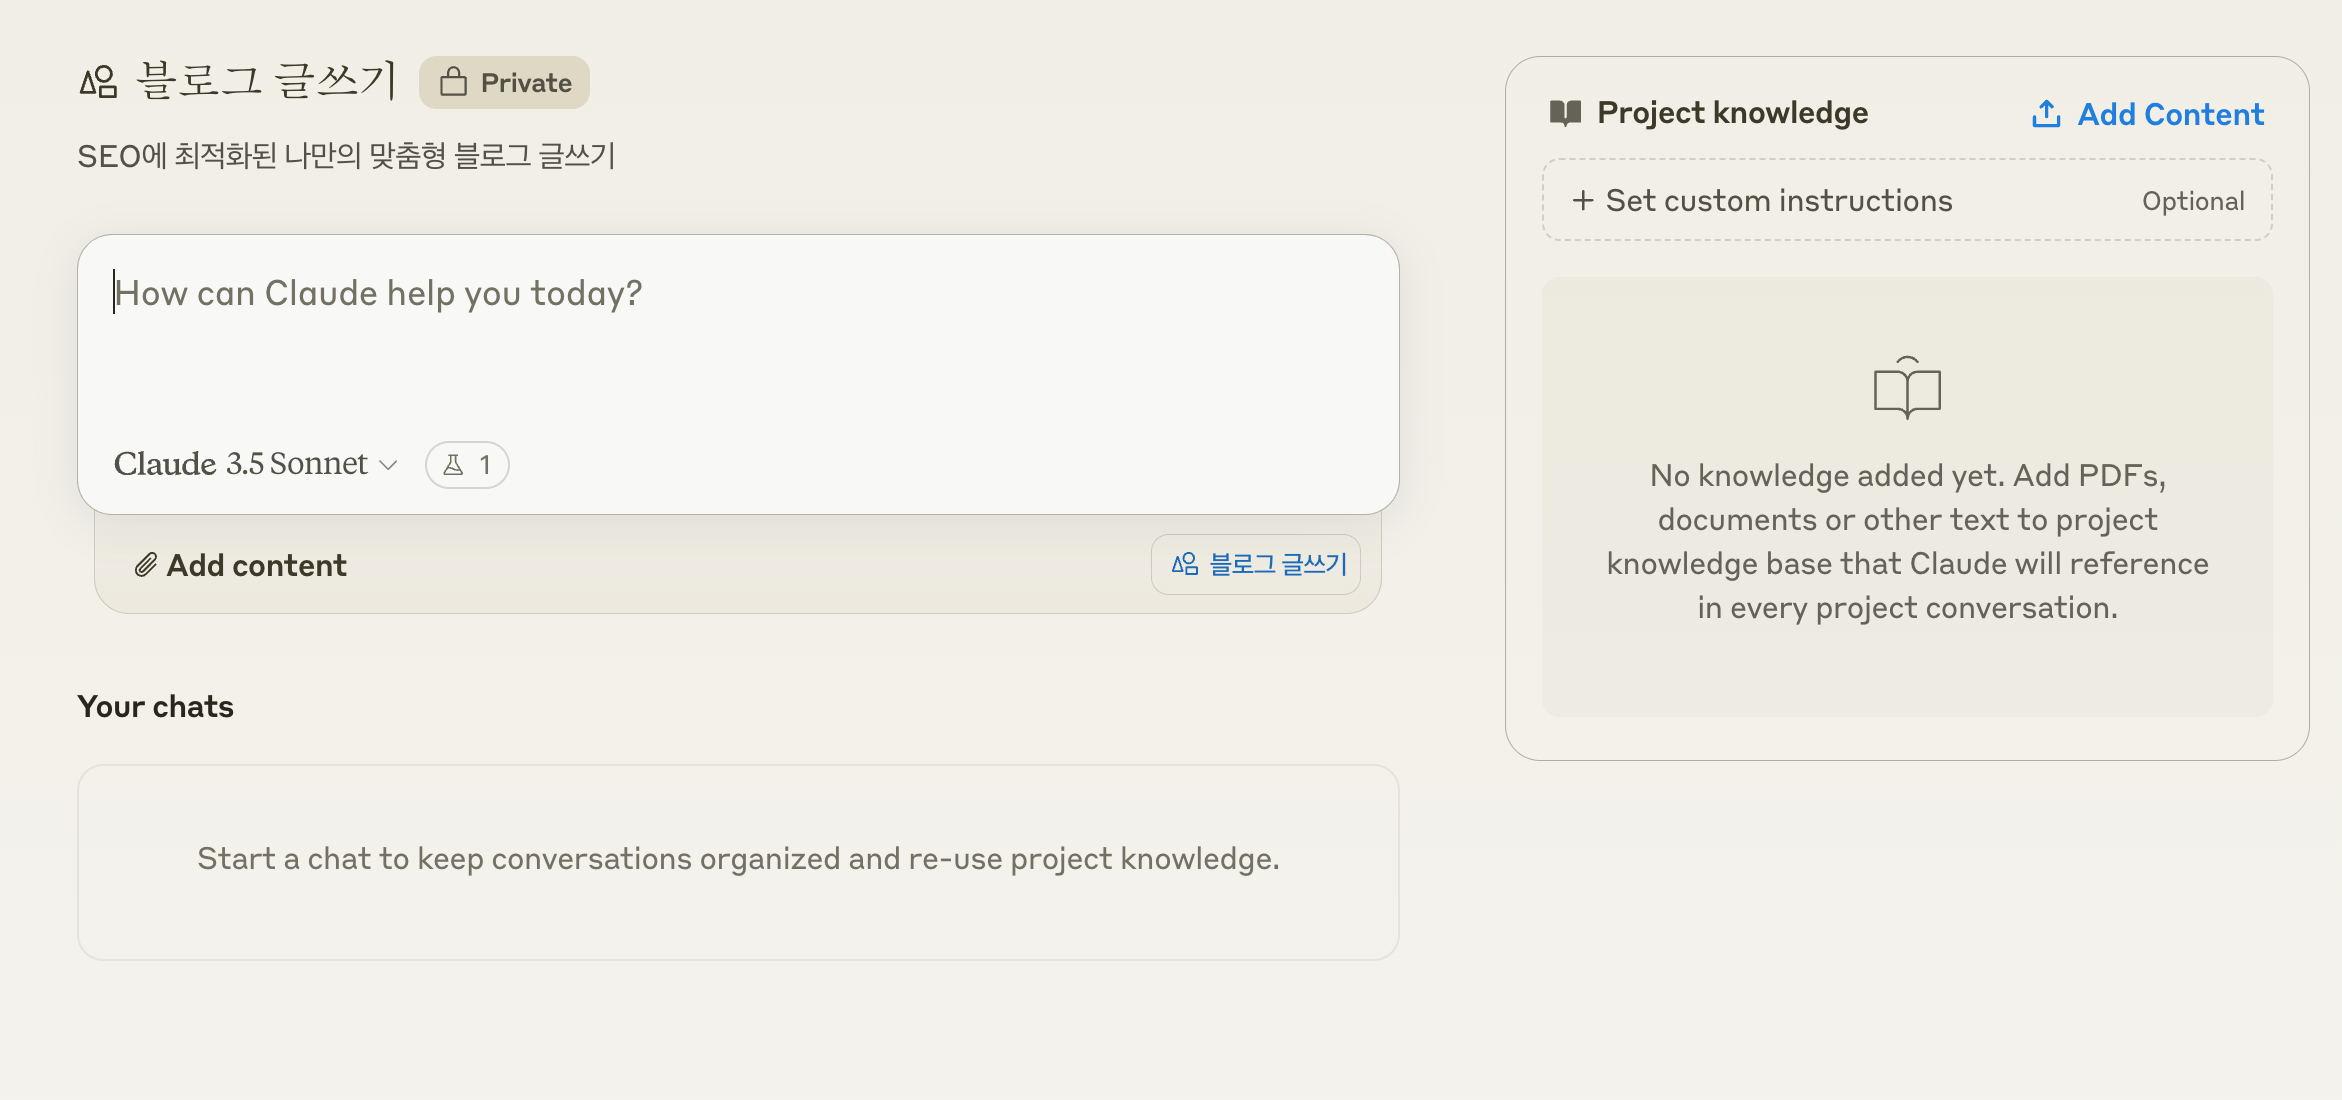 블로그 글쓰기 Private
SEO에 최적화된 나만의 맞춤형 블로그 글쓰기
How can Claude help you today?
Claude 3.5 Sonnet 1
Add content 블로그 글쓰기
Your chats
Start a chat to keep conversations organized and re-use project knowledge.
Project knowledge Add Content
+ Set custom instructions Optional
No knowledge added yet. Add PDFs,
documents or other text to project
knowledge base that Claude will reference
in every project conversation.